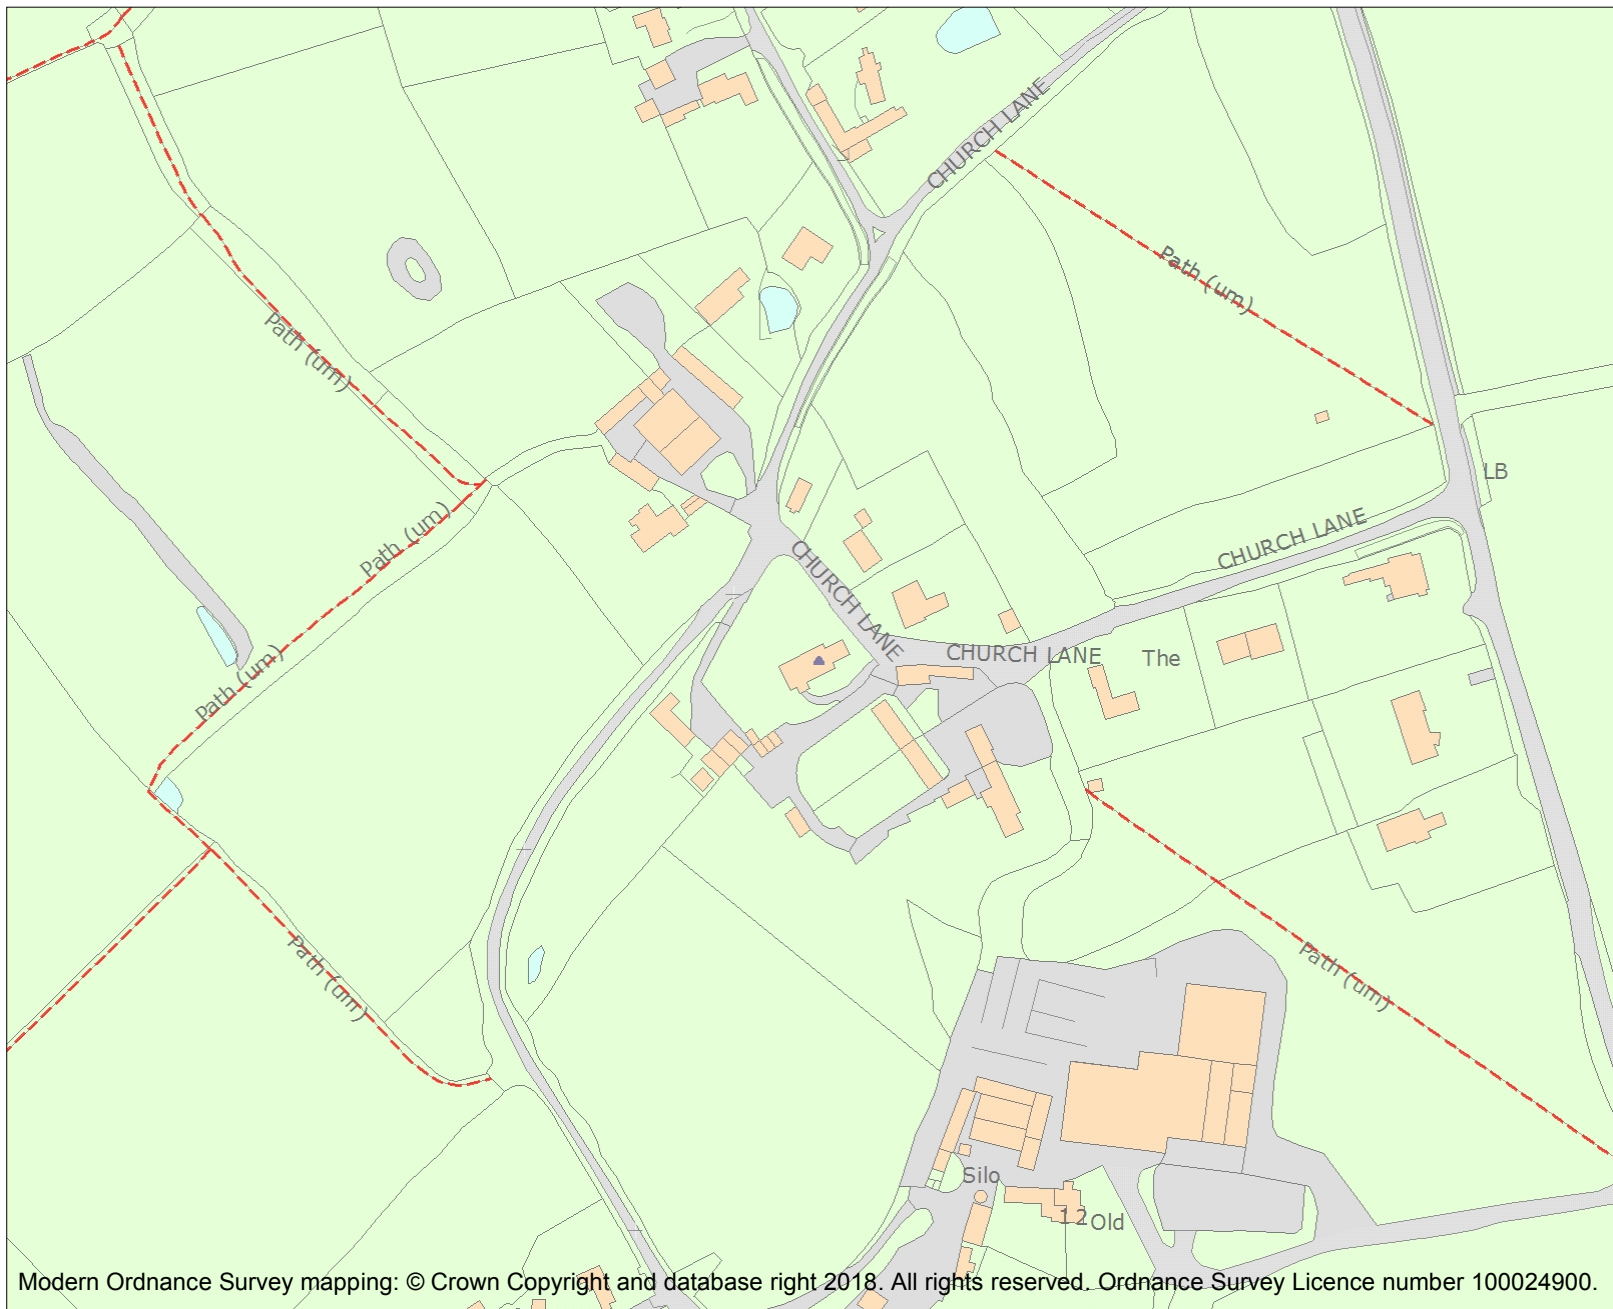 CHURCH LANE
Path (um)
Path (um)
LB
Path (um)
CHURCH LANE
CHURCH LANE
CHURCH LANE
The
Path (um)
Path (um)
Path (um)
Silo
1 2 Old
Modern Ordnance Survey mapping: © Crown Copyright and database right 2018. All rights reserved. Ordnance Survey Licence number 100024900.